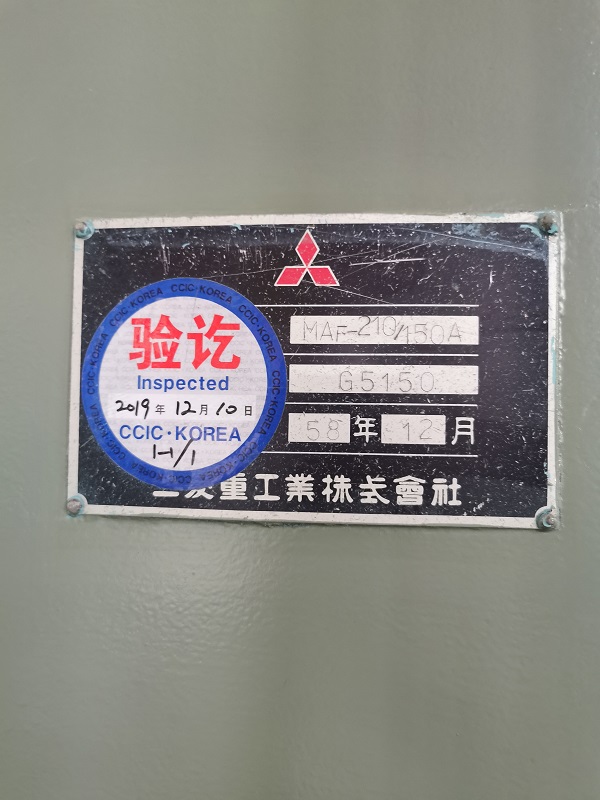 MAF-210/150A
G5150
58年12月
三菱重工業株式會社
CCIC·KOREA
验讫
Inspected
2019年12月10日
CCIC·KOREA
1-1/1